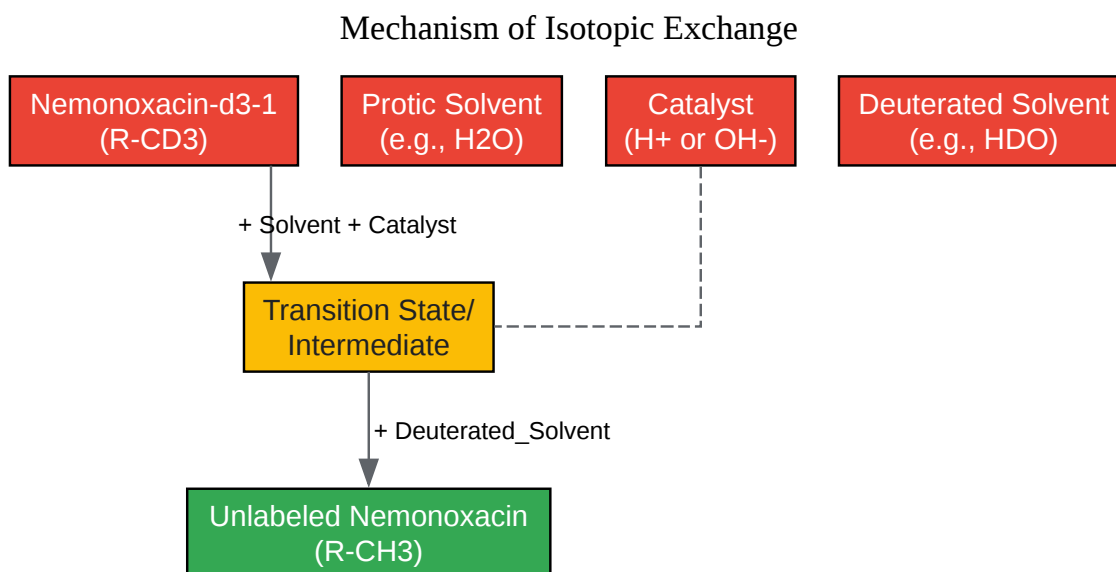 Mechanism of Isotopic Exchange
Nemonoxacin-d3-1
(R-CD3)
Protic Solvent
(e.g., H2O)
Catalyst
(H+ or OH-)
Deuterated Solvent
(e.g., HDO)
+ Solvent + Catalyst
Transition State/
Intermediate
+ Deuterated_Solvent
Unlabeled Nemonoxacin
(R-CH3)